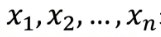 x₁, x₂, …, xₙ